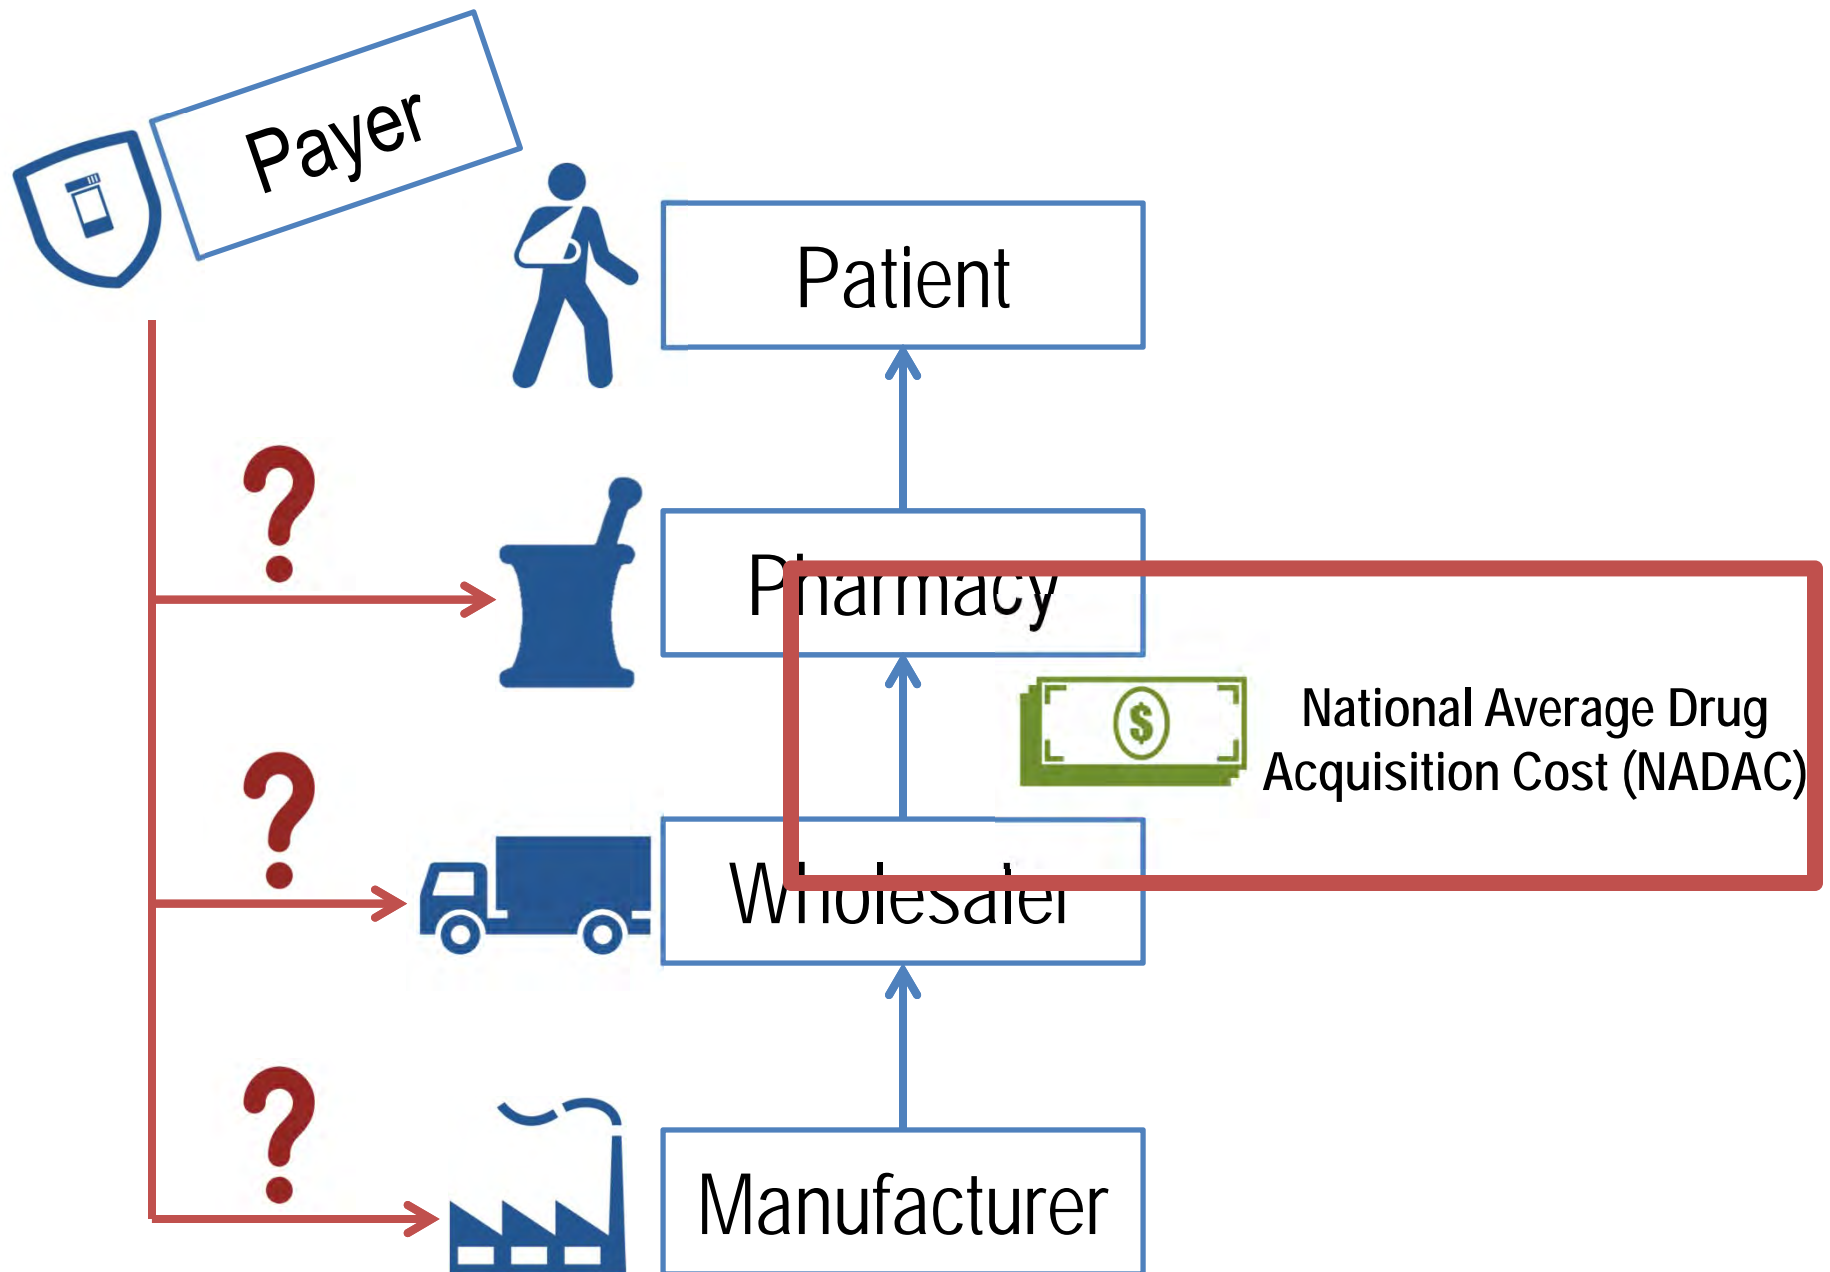 Payer
Patient
?
Pharmacy
$
National Average Drug
Acquisition Cost (NADAC)
?
Wholesaler
?
Manufacturer